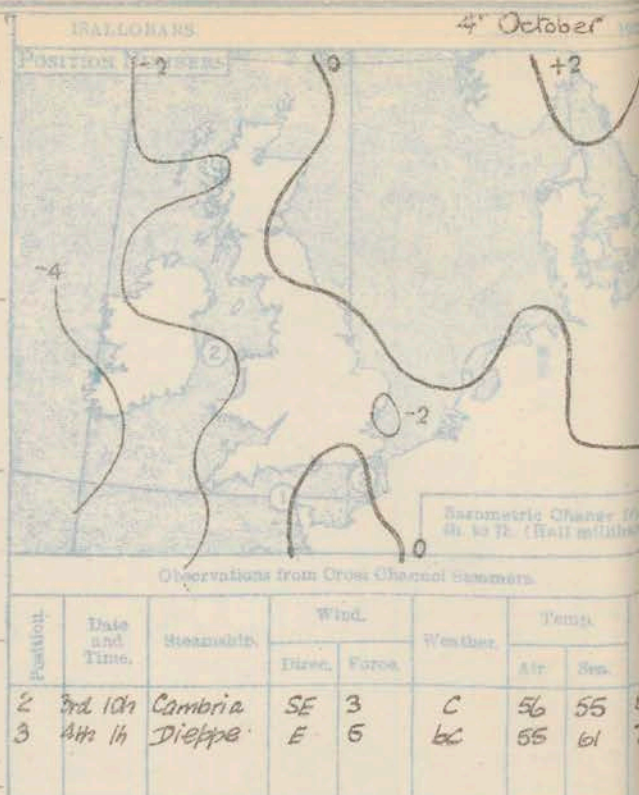 ISALLOBARS.
4th October
POSITION NUMBERS
-2
0
+2
-4
2
-2
1
Barometric Change
0
Observations from Cross Channel Steamers.
Position. Date and Time. Steamship. Wind. Weather. Temp.
Direc. Force. Air Sea.
2 3rd 10h Cambria SE 3 C 56 55
3 4th 1h Dieppe E 5 bc 55 61